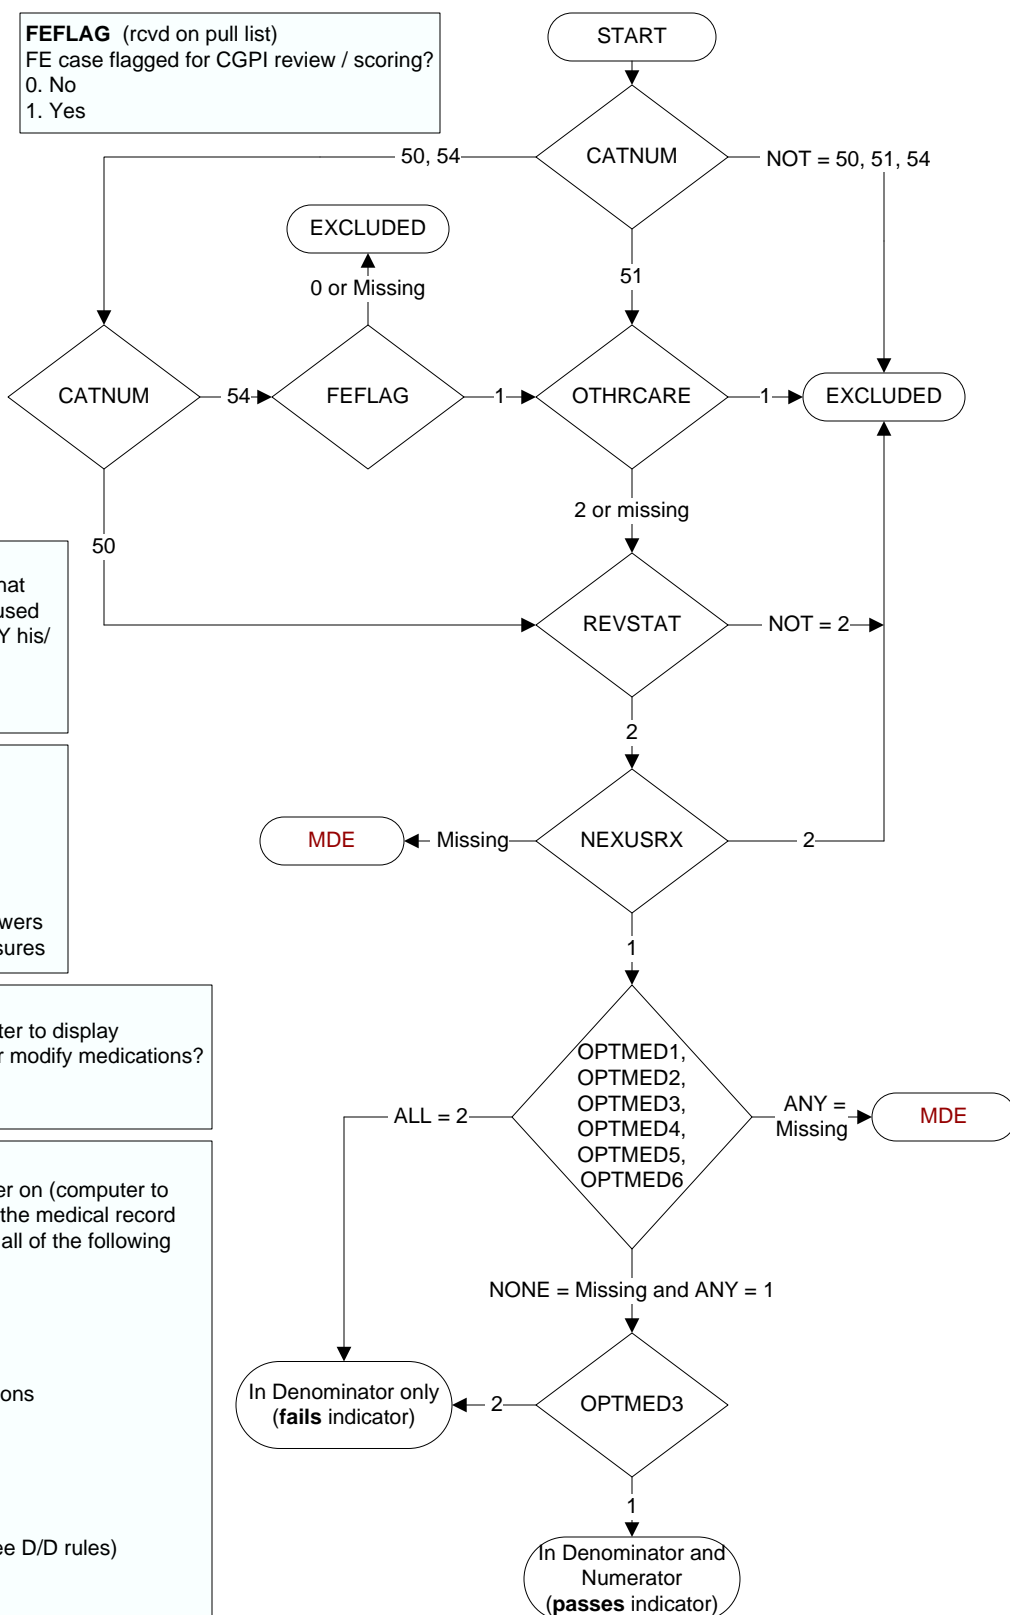 FEFLAG (rcvd on pull list)
FE case flagged for CGPI review / scoring?
0. No
1. Yes
START
CATNUM
50, 54
NOT = 50, 51, 54
EXCLUDED
0 or Missing
51
CATNUM
54
FEFLAG
1
OTHRCARE
1
EXCLUDED
2 or missing
50
REVSTAT
NOT = 2
2
MDE
Missing
NEXUSRX
2
1
OPTMED1,
OPTMED2,
OPTMED3,
OPTMED4,
OPTMED5,
OPTMED6
ALL = 2
ANY =
Missing
MDE
NONE = Missing and ANY = 1
In Denominator only
(fails indicator)
2
OPTMED3
1
In Denominator and
Numerator
(passes indicator)
hat
used
Y his/
wers
sures
ter to display
r modify medications?
er on (computer to
the medical record
all of the following
ons
ee D/D rules)